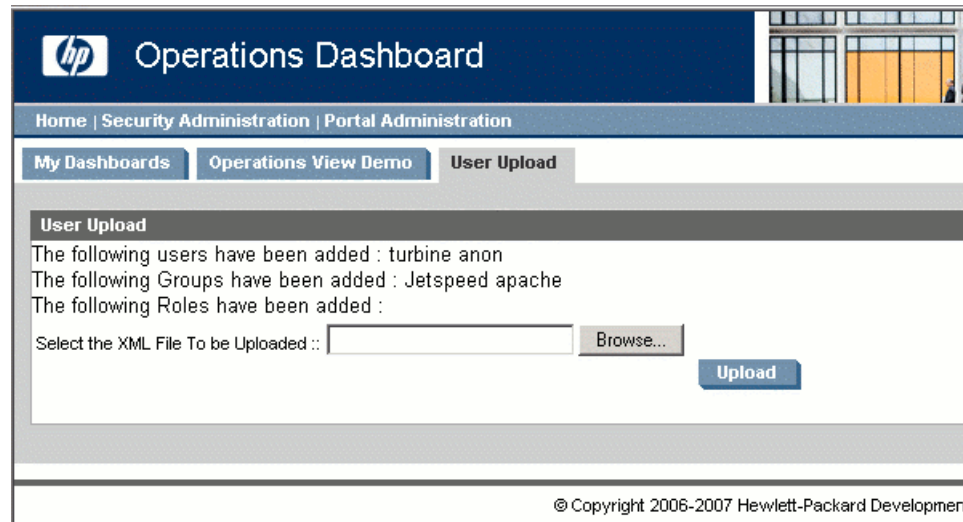 hp Operations Dashboard
Home | Security Administration | Portal Administration
My Dashboards Operations View Demo User Upload
User Upload
The following users have been added : turbine anon
The following Groups have been added : Jetspeed apache
The following Roles have been added :
Select the XML File To be Uploaded :: Browse...
Upload
© Copyright 2006-2007 Hewlett-Packard Developmen